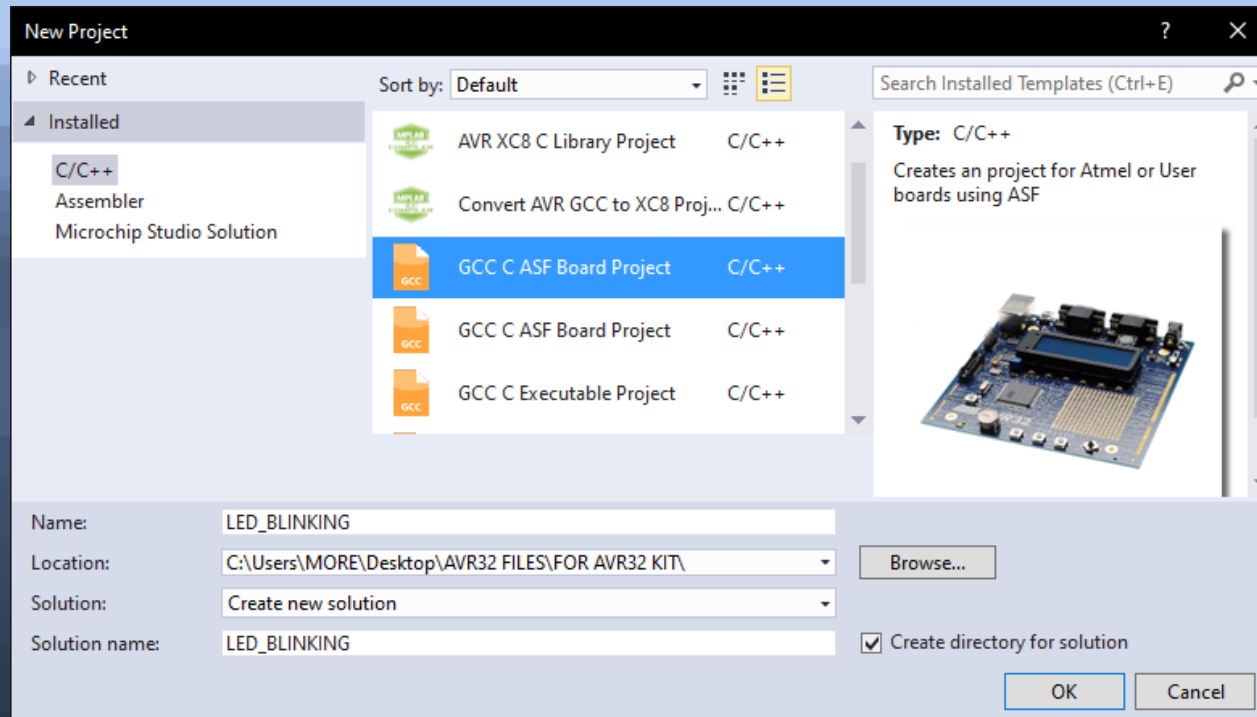 New Project
Recent
Installed
C/C++
Assembler
Microchip Studio Solution
Sort by: Default
AVR XC8 C Library Project C/C++
Convert AVR GCC to XC8 Proj... C/C++
GCC GCC C ASF Board Project C/C++
GCC GCC C ASF Board Project C/C++
GCC GCC C Executable Project C/C++
Search Installed Templates (Ctrl+E)
Type: C/C++
Creates an project for Atmel or User
boards using ASF
Name: LED_BLINKING
Location: C:\Users\MORE\Desktop\AVR32 FILES\FOR AVR32 KIT\
Browse...
Solution: Create new solution
Solution name: LED_BLINKING
Create directory for solution
OK Cancel